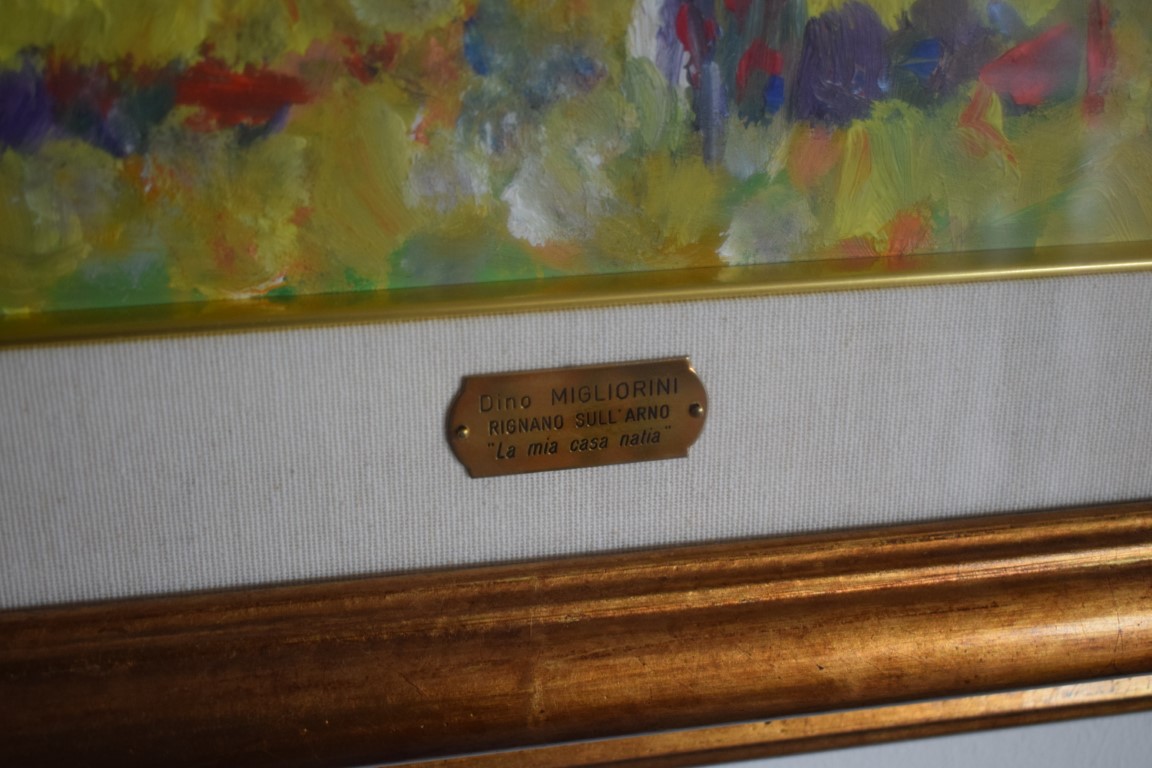 Dino MIGLIORINI
RIGNANO SULL'ARNO
"La mia casa natia"